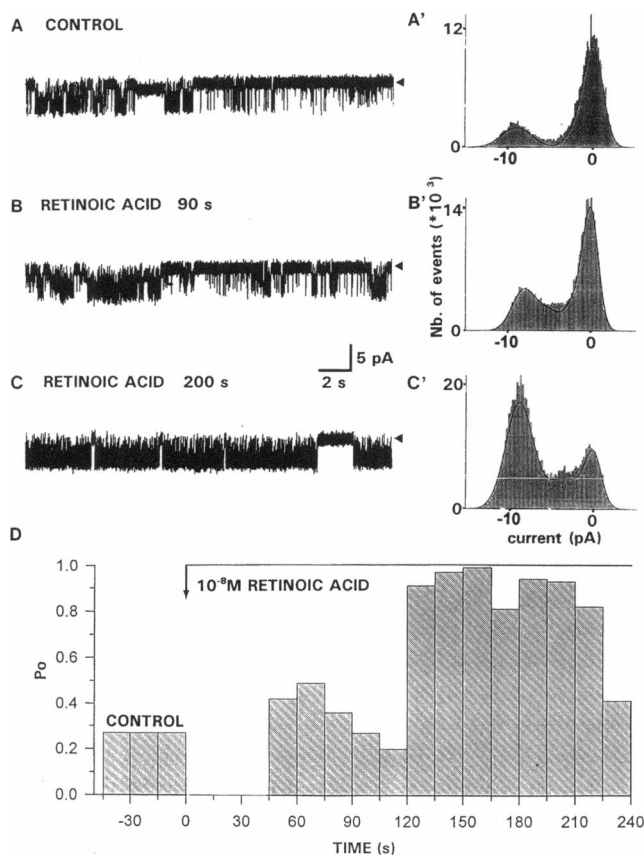 A CONTROL
A'
12
0
-10 0
B RETINOIC ACID 90 s
B'
14
0
-10 0
Nb. of events (*10 3)
5 pA
2 s
C RETINOIC ACID 200 s
C'
20
0
-10 0
current (pA)
D
1.0
0.8
0.6
0.4
0.2
0.0
Po
10-8M RETINOIC ACID
CONTROL
-30 0 30 60 90 120 150 180 210 240
TIME (s)